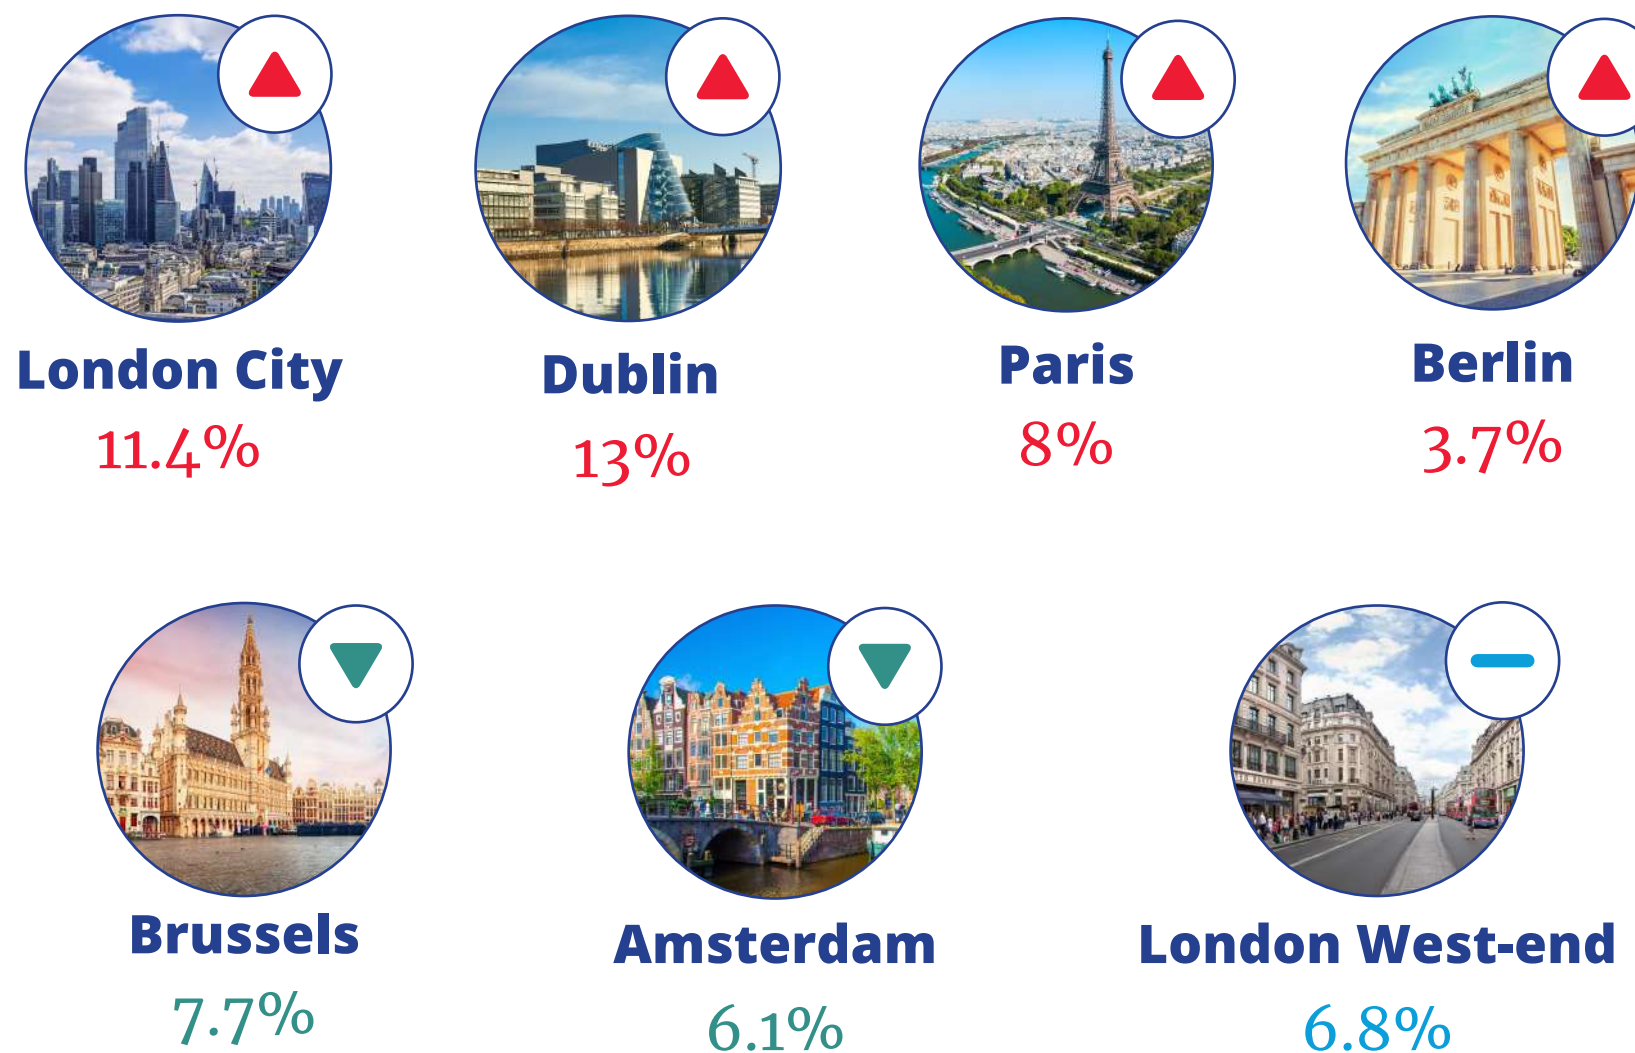 London City
Dublin
Paris
Berlin
11.4%
13%
8%
3.7%
Brussels
Amsterdam
London West-end
7.7%
6.1%
6.8%